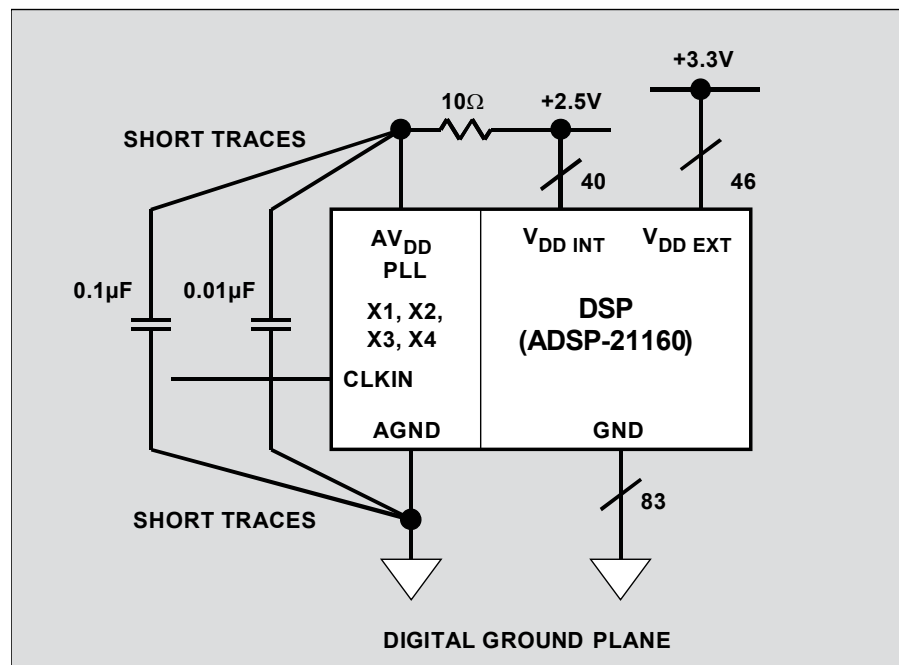 +3.3V
10Ω
+2.5V
SHORT TRACES
40
46
AVDD
VDD INT
VDD EXT
PLL
0.1µF
0.01µF
X1, X2,
DSP
X3, X4
(ADSP-21160)
CLKIN
AGND
GND
83
SHORT TRACES
DIGITAL GROUND PLANE